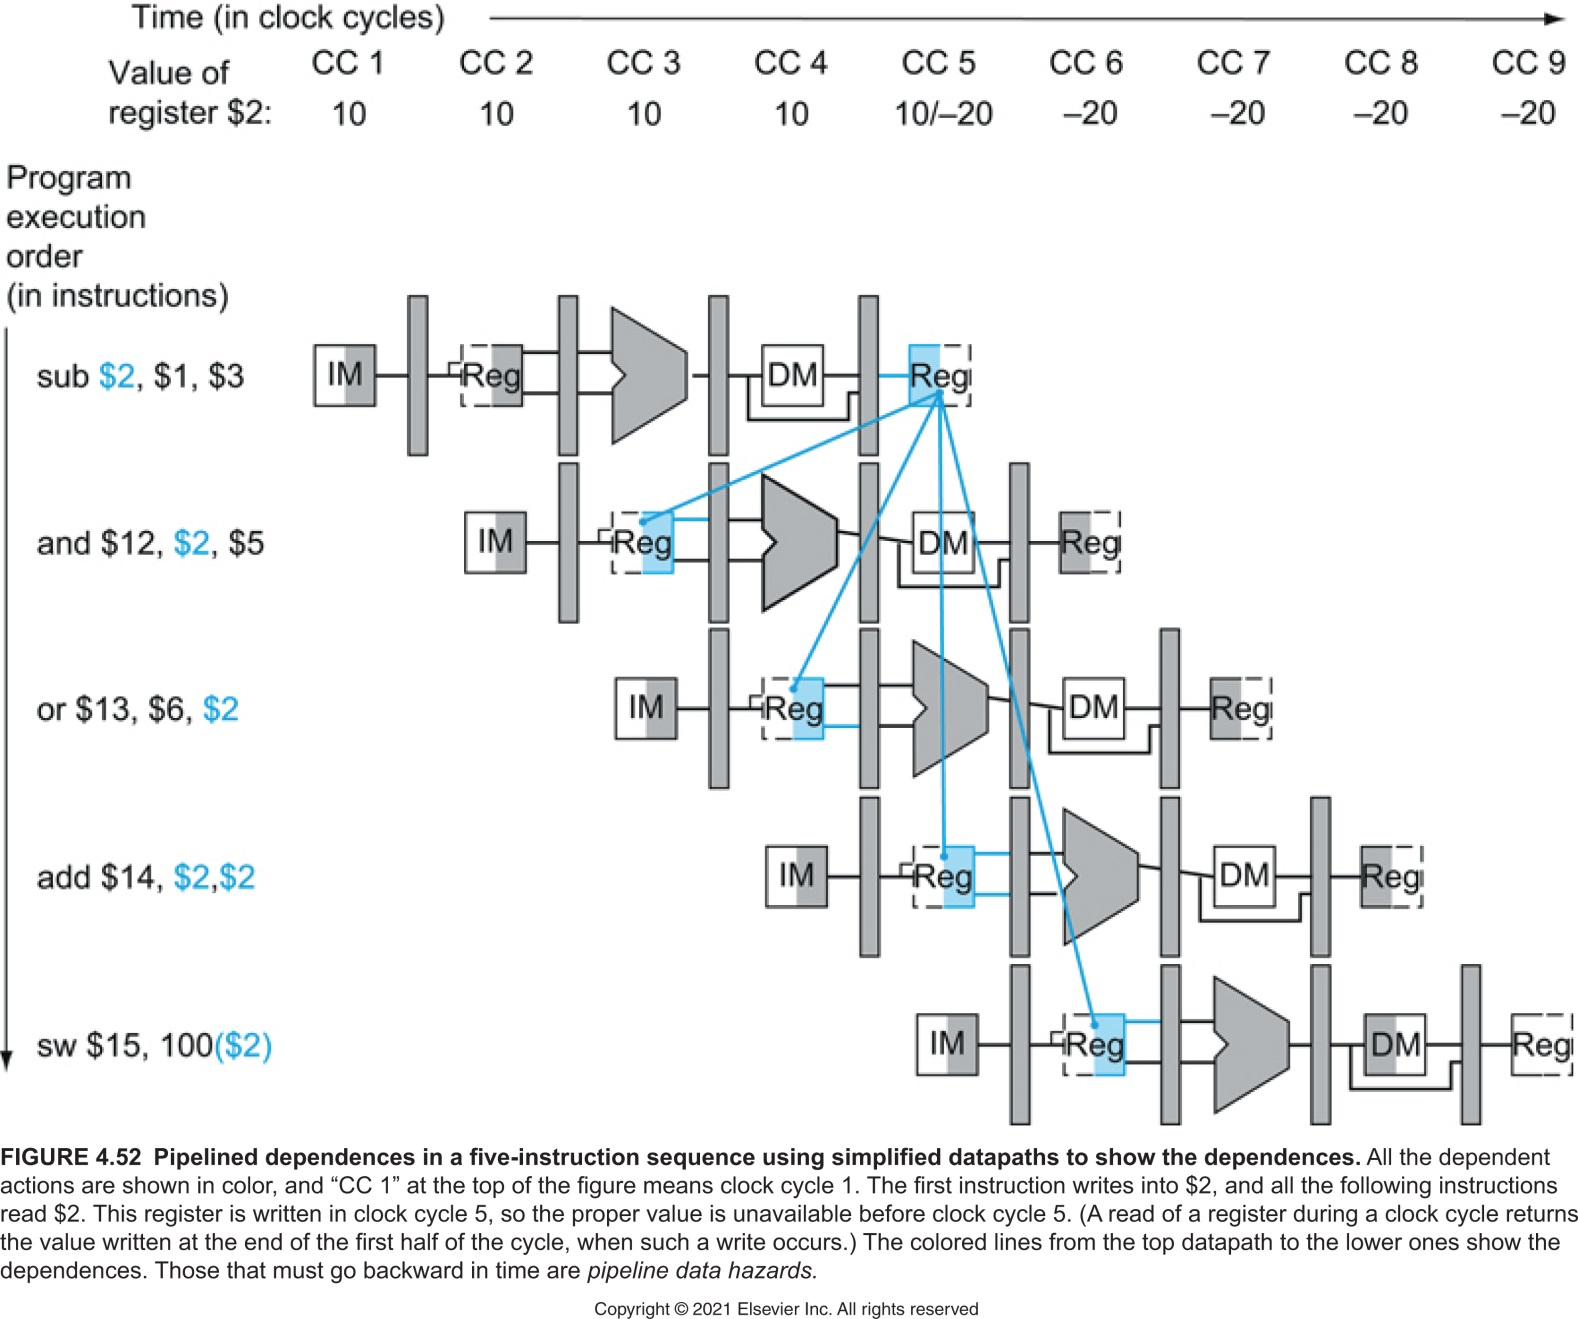 Time (in clock cycles)
CC 1 CC 2 CC 3 CC 4 CC 5 CC 6 CC 7 CC 8 CC 9
Value of
register $2: 10 10 10 10 10/–20 –20 –20 –20 –20
Program
execution
order
(in instructions)
sub $2, $1, $3 IM Reg DM Reg
and $12, $2, $5 IM Reg DM Reg
or $13, $6, $2 IM Reg DM Reg
add $14, $2,$2 IM Reg DM Reg
sw $15, 100($2) IM Reg DM Reg
FIGURE 4.52 Pipelined dependences in a five-instruction sequence using simplified datapaths to show the dependences. All the dependent
actions are shown in color, and “CC 1” at the top of the figure means clock cycle 1. The first instruction writes into $2, and all the following instructions
read $2. This register is written in clock cycle 5, so the proper value is unavailable before clock cycle 5. (A read of a register during a clock cycle returns
the value written at the end of the first half of the cycle, when such a write occurs.) The colored lines from the top datapath to the lower ones show the
dependences. Those that must go backward in time are pipeline data hazards.
Copyright © 2021 Elsevier Inc. All rights reserved